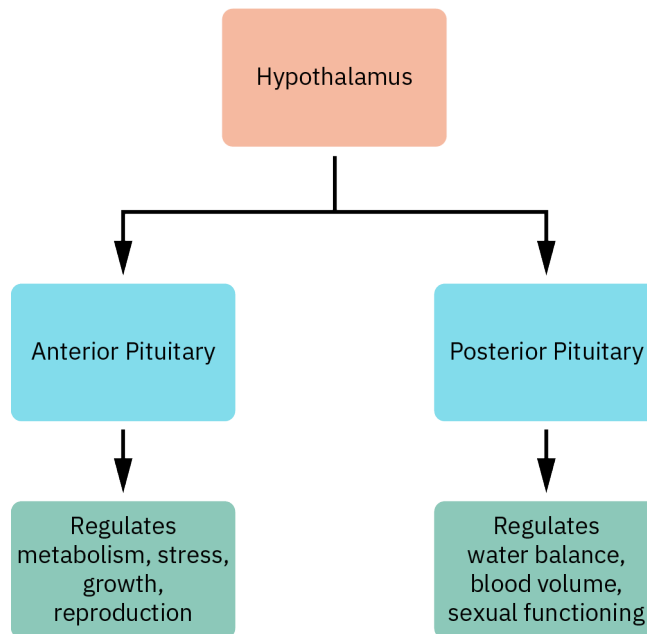 Hypothalamus
Anterior Pituitary
Posterior Pituitary
Regulates
metabolism, stress,
growth,
reproduction
Regulates
water balance,
blood volume,
sexual functioning